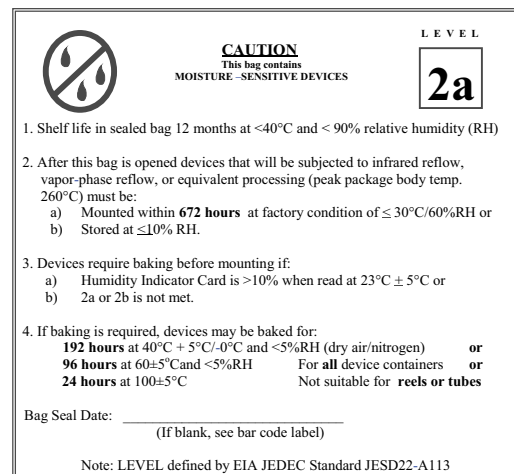 LEVEL
CAUTION
This bag contains
MOISTURE –SENSITIVE DEVICES
2a
1. Shelf life in sealed bag 12 months at <40°C and < 90% relative humidity (RH)
2. After this bag is opened devices that will be subjected to infrared reflow,
vapor-phase reflow, or equivalent processing (peak package body temp.
260°C) must be:
a) Mounted within 672 hours at factory condition of ≤ 30°C/60%RH or
b) Stored at ≤10% RH.
3. Devices require baking before mounting if:
a) Humidity Indicator Card is >10% when read at 23°C ± 5°C or
b) 2a or 2b is not met.
4. If baking is required, devices may be baked for:
192 hours at 40°C + 5°C/-0°C and <5%RH (dry air/nitrogen) or
96 hours at 60±5°Cand <5%RH For all device containers or
24 hours at 100±5°C Not suitable for reels or tubes
Bag Seal Date: ______________________________
(If blank, see bar code label)
Note: LEVEL defined by EIA JEDEC Standard JESD22-A113